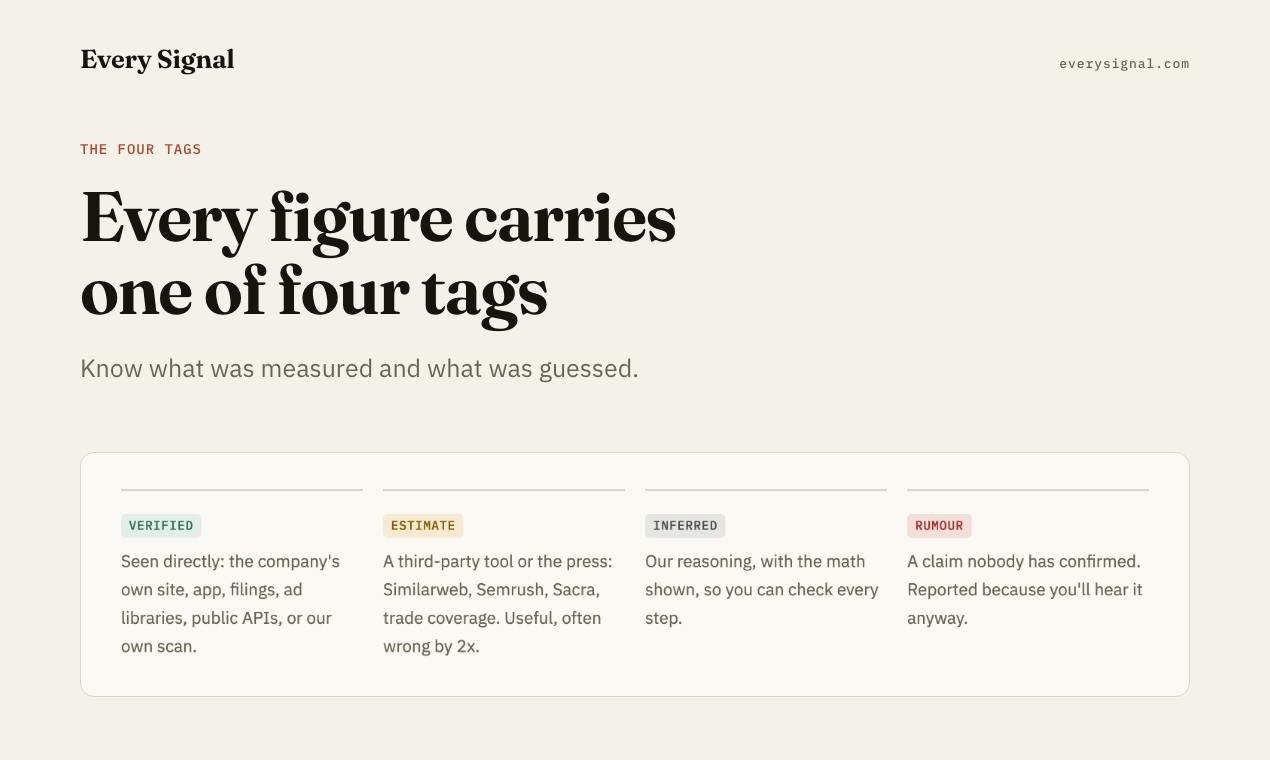 Every Signal
everysignal.com
THE FOUR TAGS
Every figure carries
one of four tags
Know what was measured and what was guessed.
VERIFIED
Seen directly: the company's
own site, app, filings, ad
libraries, public APIs, or our
own scan.
ESTIMATE
A third-party tool or the press:
Similarweb, Semrush, Sacra,
trade coverage. Useful, often
wrong by 2x.
INFERRED
Our reasoning, with the math
shown, so you can check every
step.
RUMOUR
A claim nobody has confirmed.
Reported because you'll hear it
anyway.